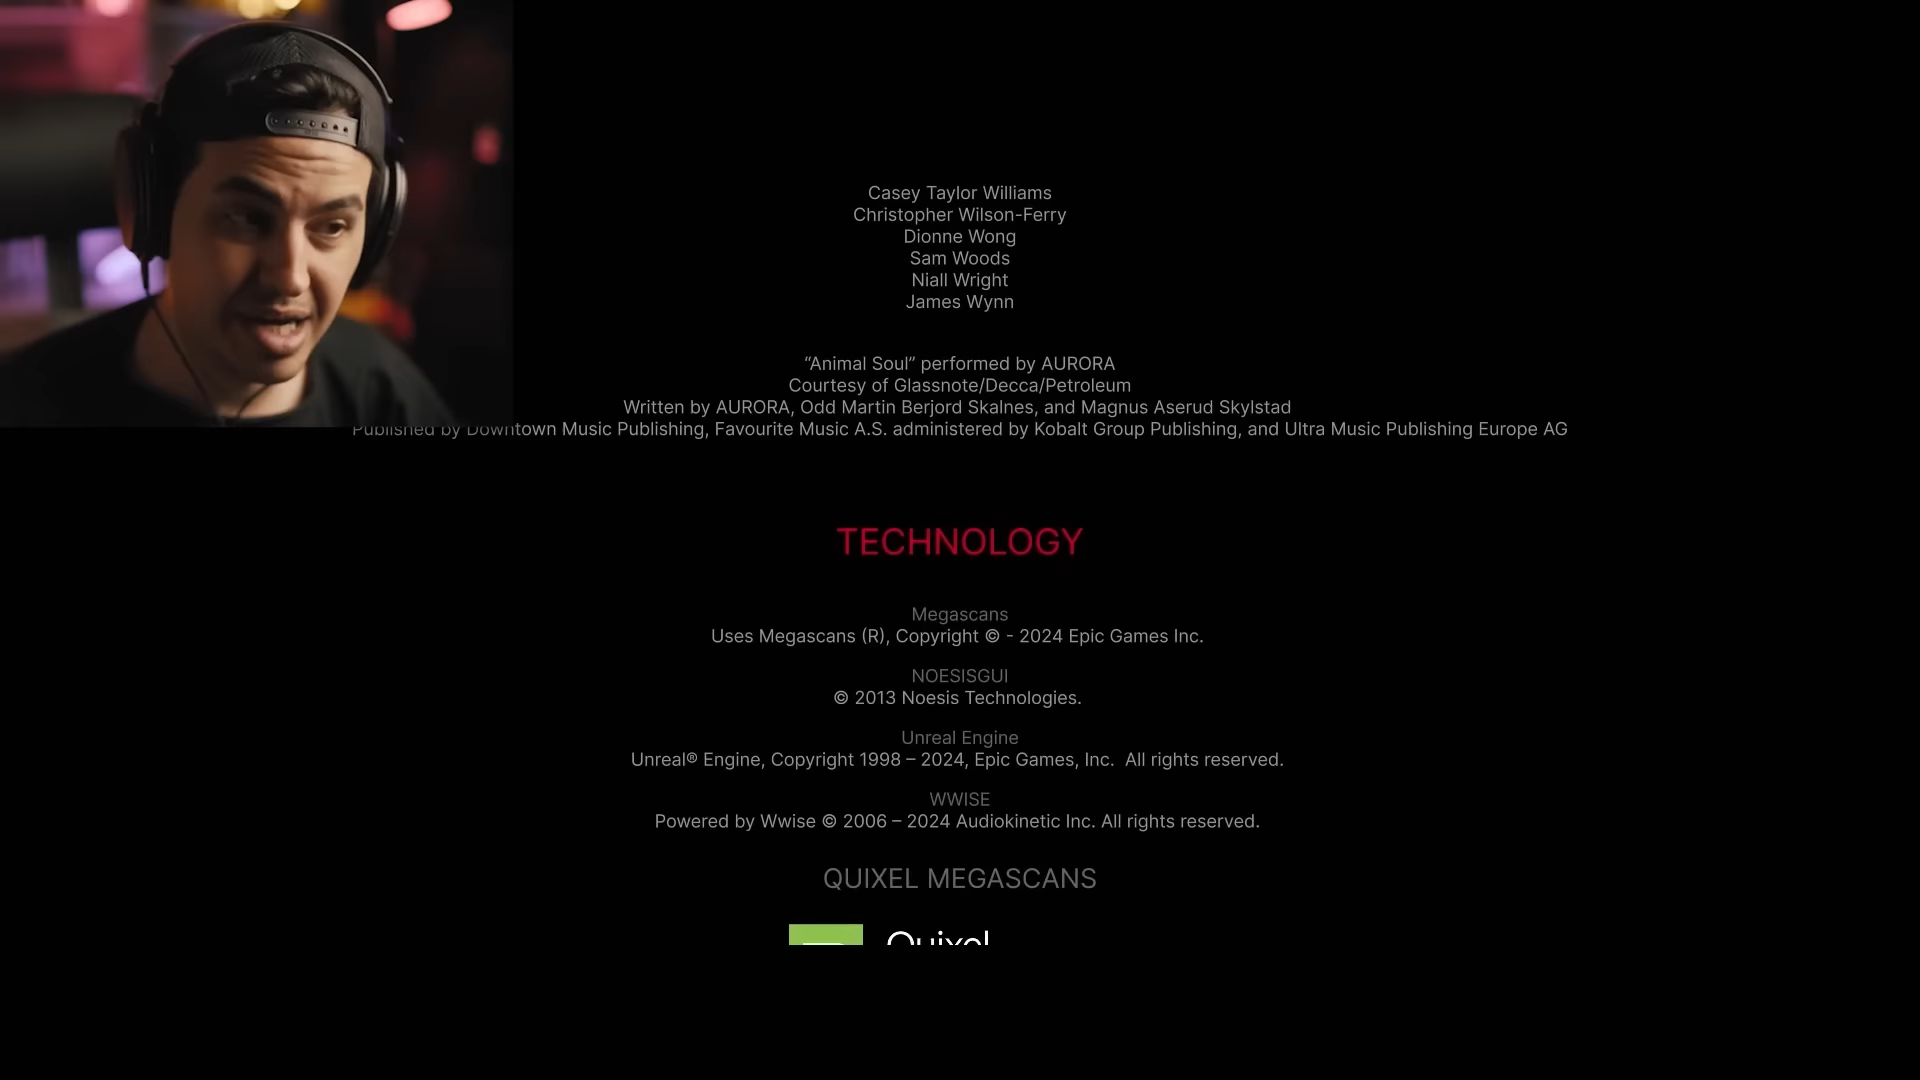 Casey Taylor Williams
Christopher Wilson-Ferry
Dionne Wong
Sam Woods
Niall Wright
James Wynn
“Animal Soul” performed by AURORA
Courtesy of Glassnote/Decca/Petroleum
Written by AURORA, Odd Martin Berjord Skalnes, and Magnus Aserud Skylstad
Published by Downtown Music Publishing, Favourite Music A.S. administered by Kobalt Group Publishing, and Ultra Music Publishing Europe AG
TECHNOLOGY
Megascans
Uses Megascans (R), Copyright © - 2024 Epic Games Inc.
NOESISGUI
© 2013 Noesis Technologies.
Unreal Engine
Unreal® Engine, Copyright 1998 – 2024, Epic Games, Inc.  All rights reserved.
WWISE
Powered by Wwise © 2006 – 2024 Audiokinetic Inc. All rights reserved.
QUIXEL MEGASCANS
Quixel